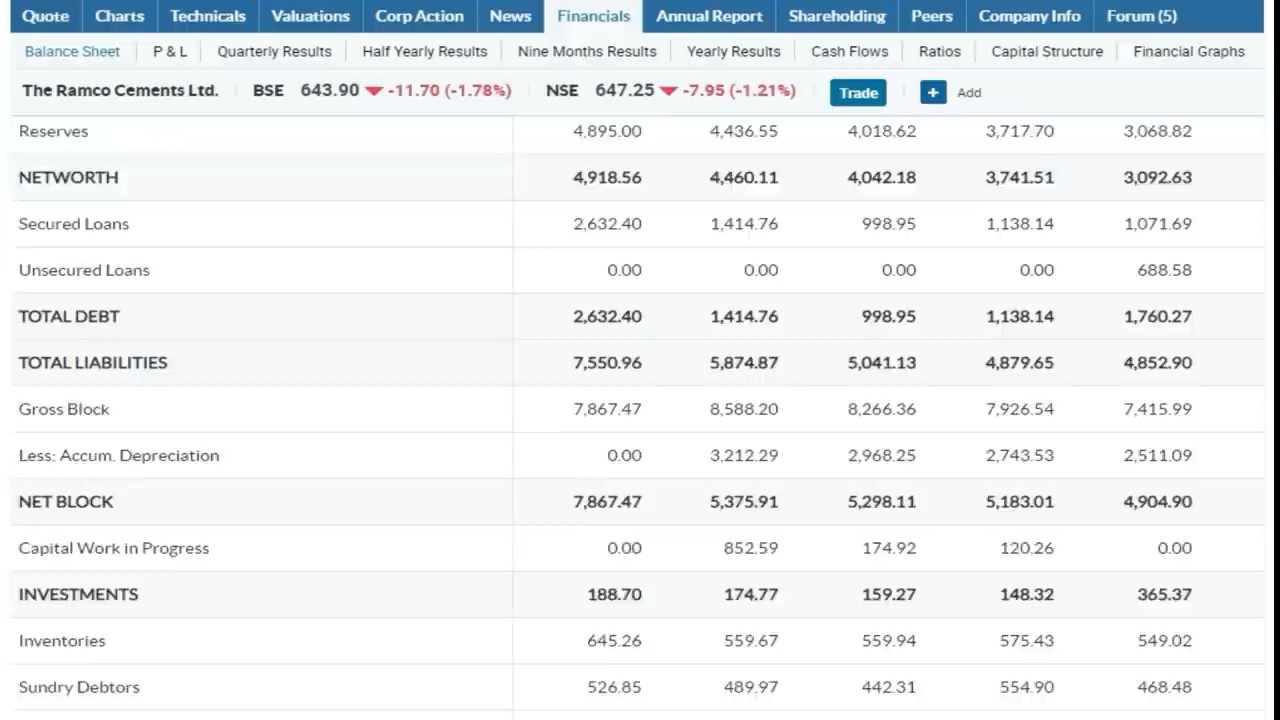 Quote Charts Technicals Valuations Corp Action News Financials Annual Report Shareholding Peers Company Info Forum (5)
Balance Sheet P & L Quarterly Results Half Yearly Results Nine Months Results Yearly Results Cash Flows Ratios Capital Structure Financial Graphs
The Ramco Cements Ltd. BSE 643.90 -11.70 (-1.78%) NSE 647.25 -7.95 (-1.21%) Trade + Add
Reserves 4,895.00 4,436.55 4,018.62 3,717.70 3,068.82
NETWORTH 4,918.56 4,460.11 4,042.18 3,741.51 3,092.63
Secured Loans 2,632.40 1,414.76 998.95 1,138.14 1,071.69
Unsecured Loans 0.00 0.00 0.00 0.00 688.58
TOTAL DEBT 2,632.40 1,414.76 998.95 1,138.14 1,760.27
TOTAL LIABILITIES 7,550.96 5,874.87 5,041.13 4,879.65 4,852.90
Gross Block 7,867.47 8,588.20 8,266.36 7,926.54 7,415.99
Less: Accum. Depreciation 0.00 3,212.29 2,968.25 2,743.53 2,511.09
NET BLOCK 7,867.47 5,375.91 5,298.11 5,183.01 4,904.90
Capital Work in Progress 0.00 852.59 174.92 120.26 0.00
INVESTMENTS 188.70 174.77 159.27 148.32 365.37
Inventories 645.26 559.67 559.94 575.43 549.02
Sundry Debtors 526.85 489.97 442.31 554.90 468.48